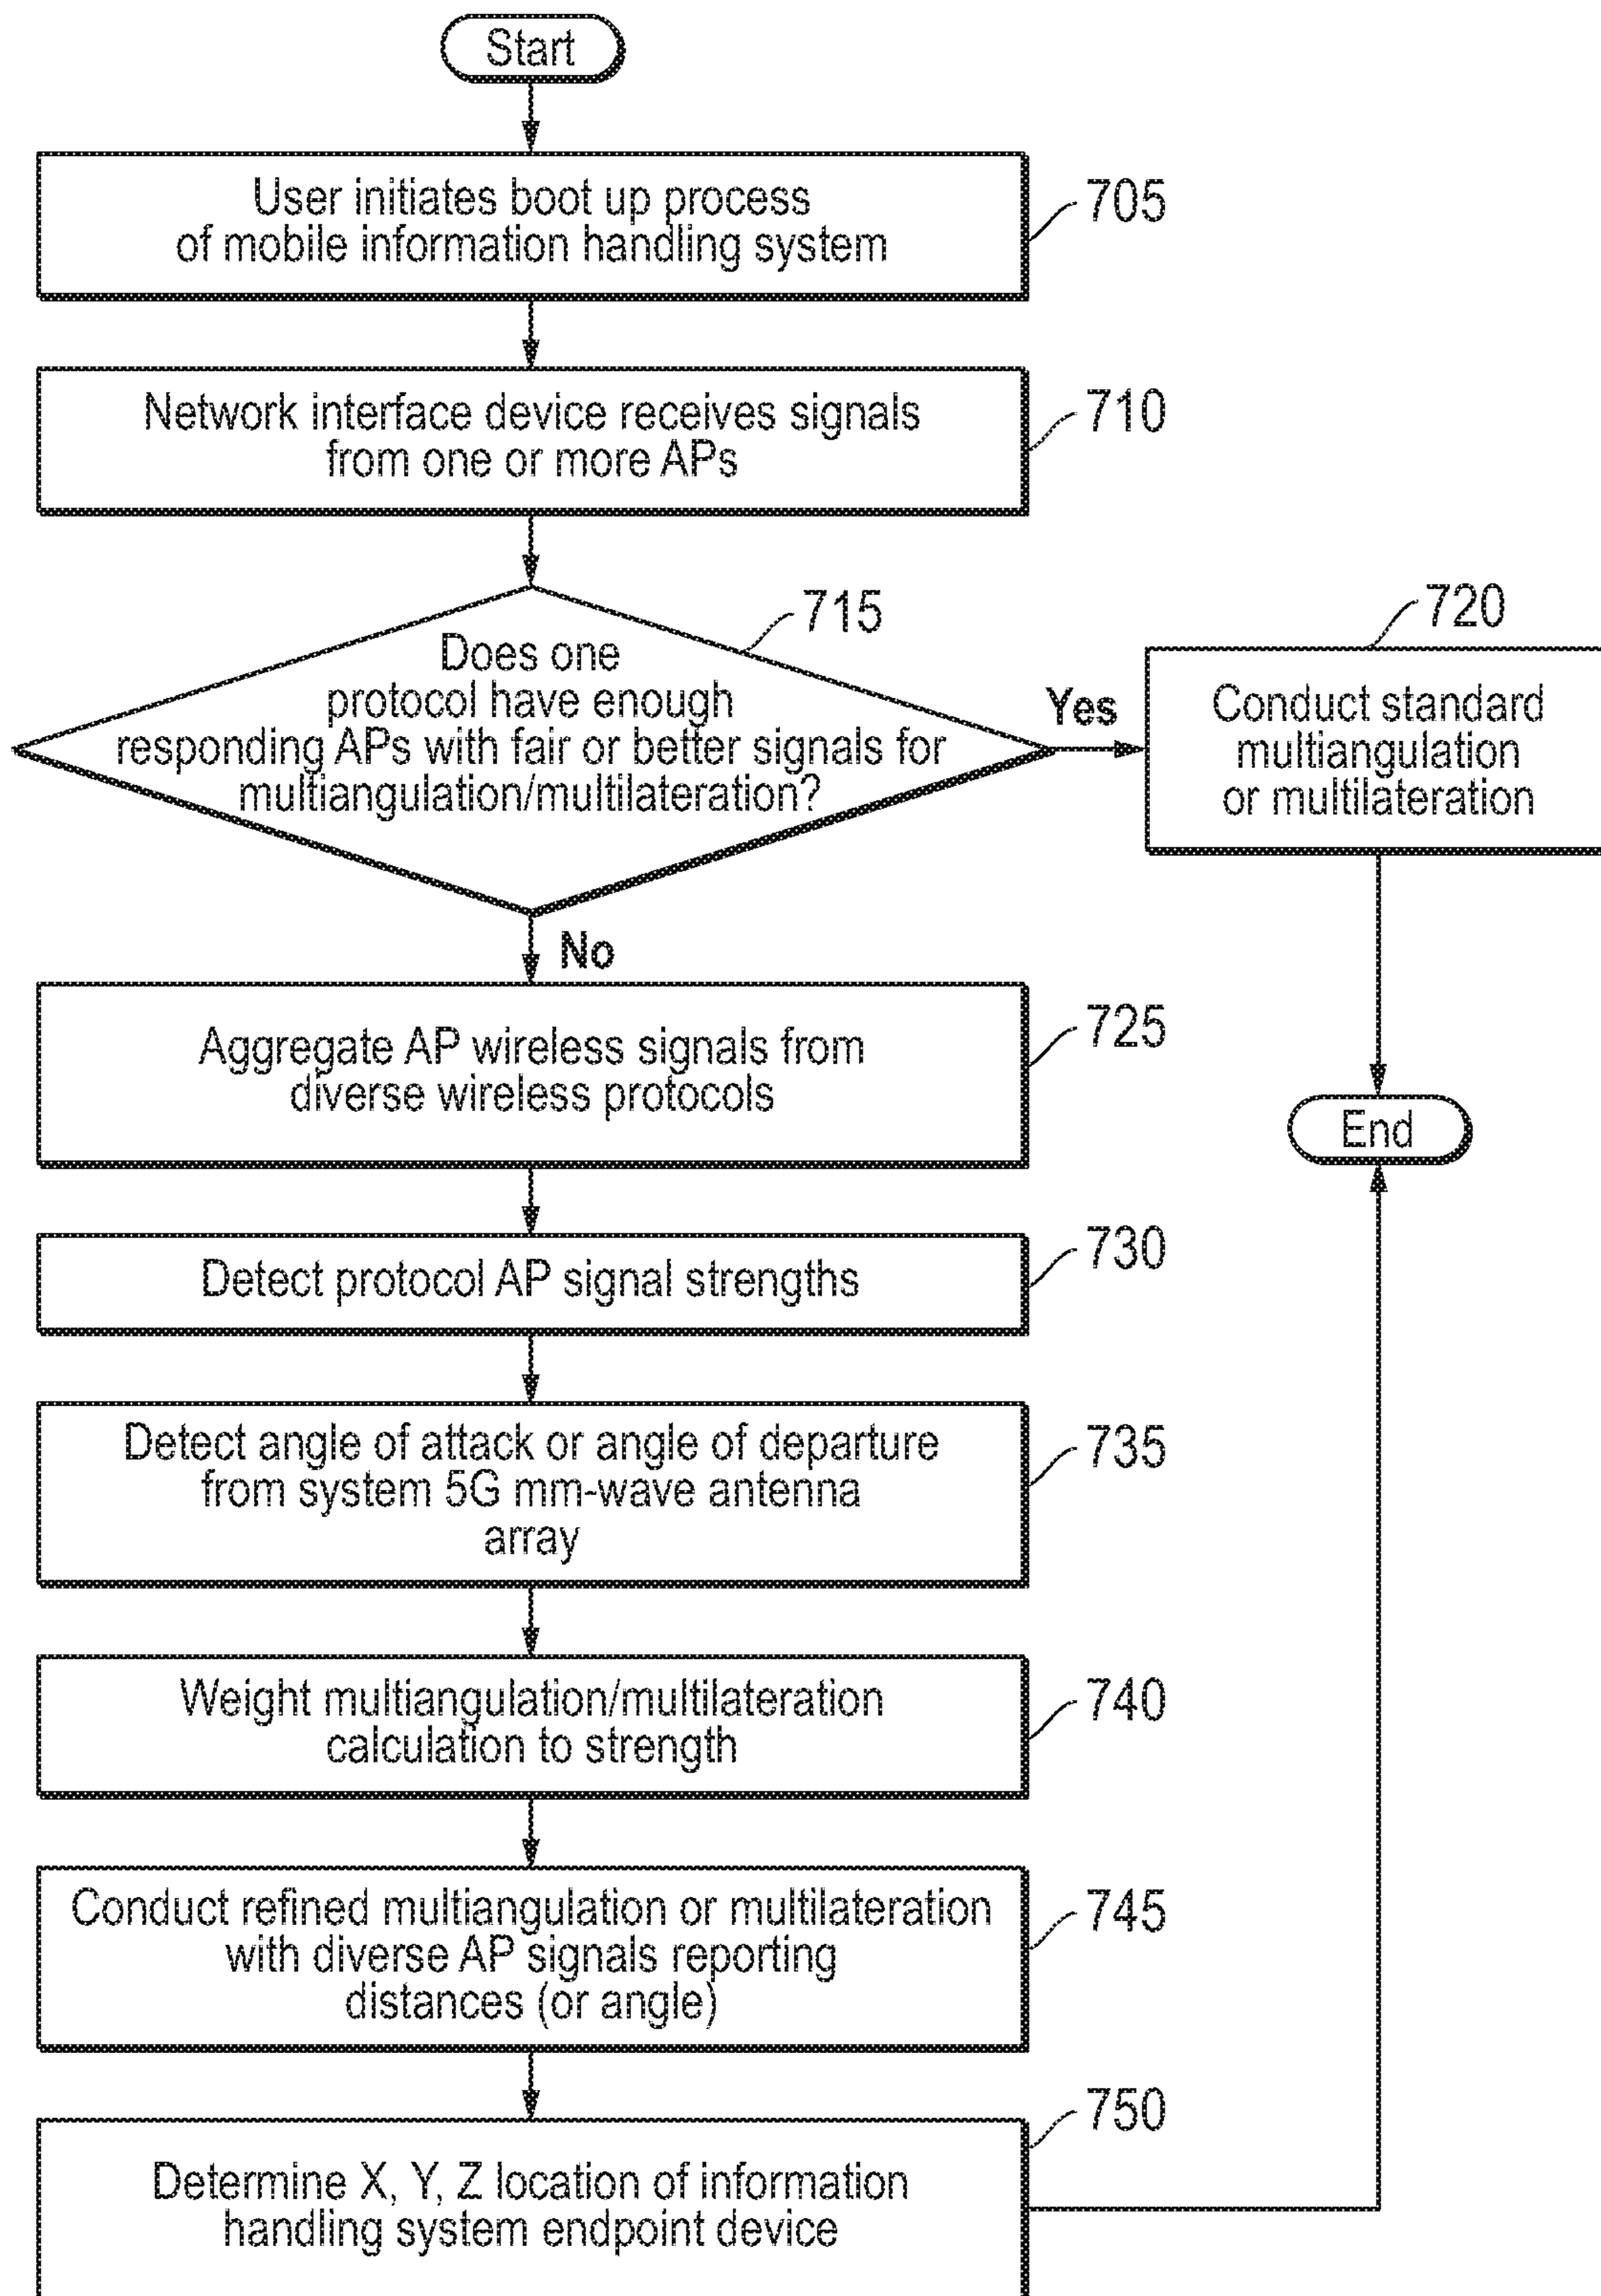 Start
User initiates boot up process
of mobile information handling system
705
Network interface device receives signals
from one or more APs
710
715
Does one
protocol have enough
responding APs with fair or better signals for
multiangulation/multilateration?
Yes
720
Conduct standard
multiangulation
or multilateration
No
Aggregate AP wireless signals from
diverse wireless protocols
725
End
Detect protocol AP signal strengths
730
Detect angle of attack or angle of departure
from system 5G mm-wave antenna
array
735
Weight multiangulation/multilateration
calculation to strength
740
Conduct refined multiangulation or multilateration
with diverse AP signals reporting
distances (or angle)
745
Determine X, Y, Z location of information
handling system endpoint device
750